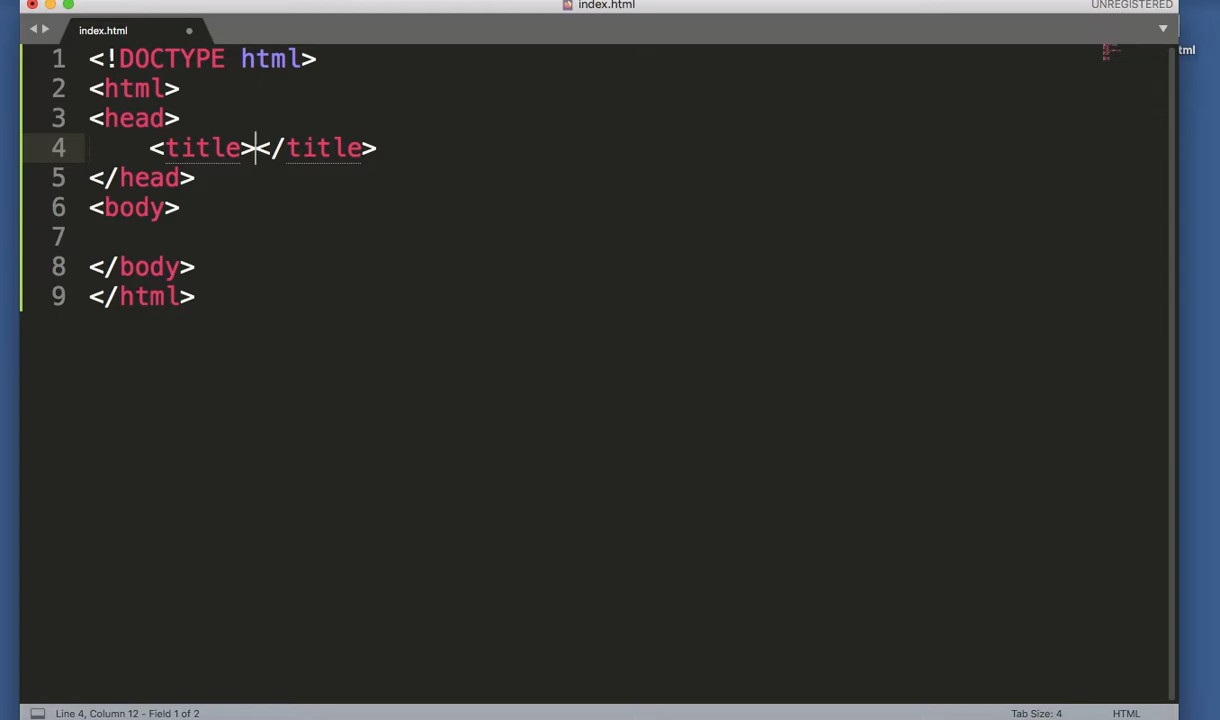 index.html
UNREGISTERED
index.html
tml
1 <!DOCTYPE html>
2 <html>
3 <head>
4     <title></title>
5 </head>
6 <body>
7
8 </body>
9 </html>
Line 4, Column 12 - Field 1 of 2
Tab Size: 4
HTML